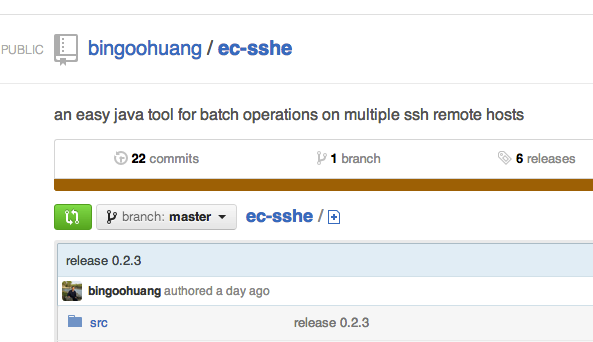 PUBLIC bingoohuang / ec-sshe
an easy java tool for batch operations on multiple ssh remote hosts
22 commits 1 branch 6 releases
branch: master ec-sshe /
release 0.2.3
bingoohuang authored a day ago
src release 0.2.3